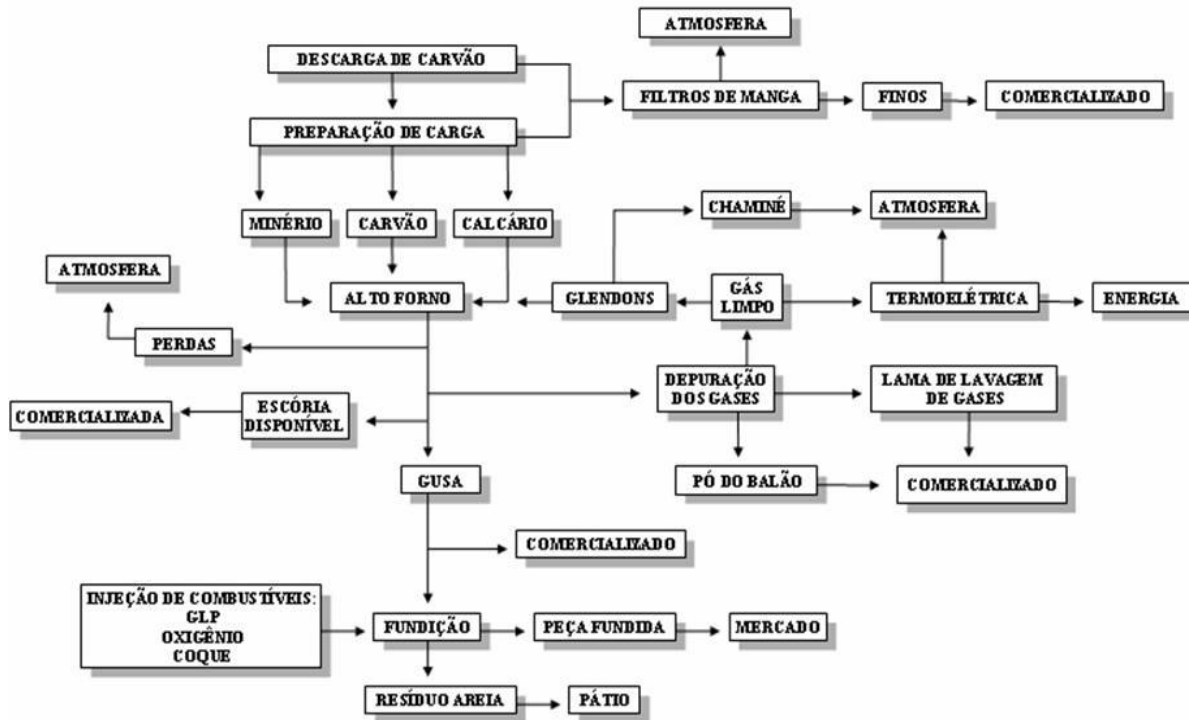 ATMOSFERA
DESCARGA DE CARVÃO
FILTROS DE MANGA
FINOS
COMERCIALIZADO
PREPARAÇÃO DE CARGA
CHAMINÉ
ATMOSFERA
MINÉRIO
CARVÃO
CALCÁRIO
ATMOSFERA
ALTO FORNO
GLENDONS
GÁS
LIMPO
TERMOELÉTRICA
ENERGIA
PERDAS
DEPURAÇÃO
DOS GASES
LAMA DE LAVAGEM
DE GASES
COMERCIALIZADA
ESCÓRIA
DISPONÍVEL
GUSA
PÓ DO BALÃO
COMERCIALIZADO
COMERCIALIZADO
INJEÇÃO DE COMBUSTÍVEIS:
GLP
OXIGÊNIO
COQUE
FUNDIÇÃO
PEÇA FUNDIDA
MERCADO
RESÍDUO AREIA
PÁTIO